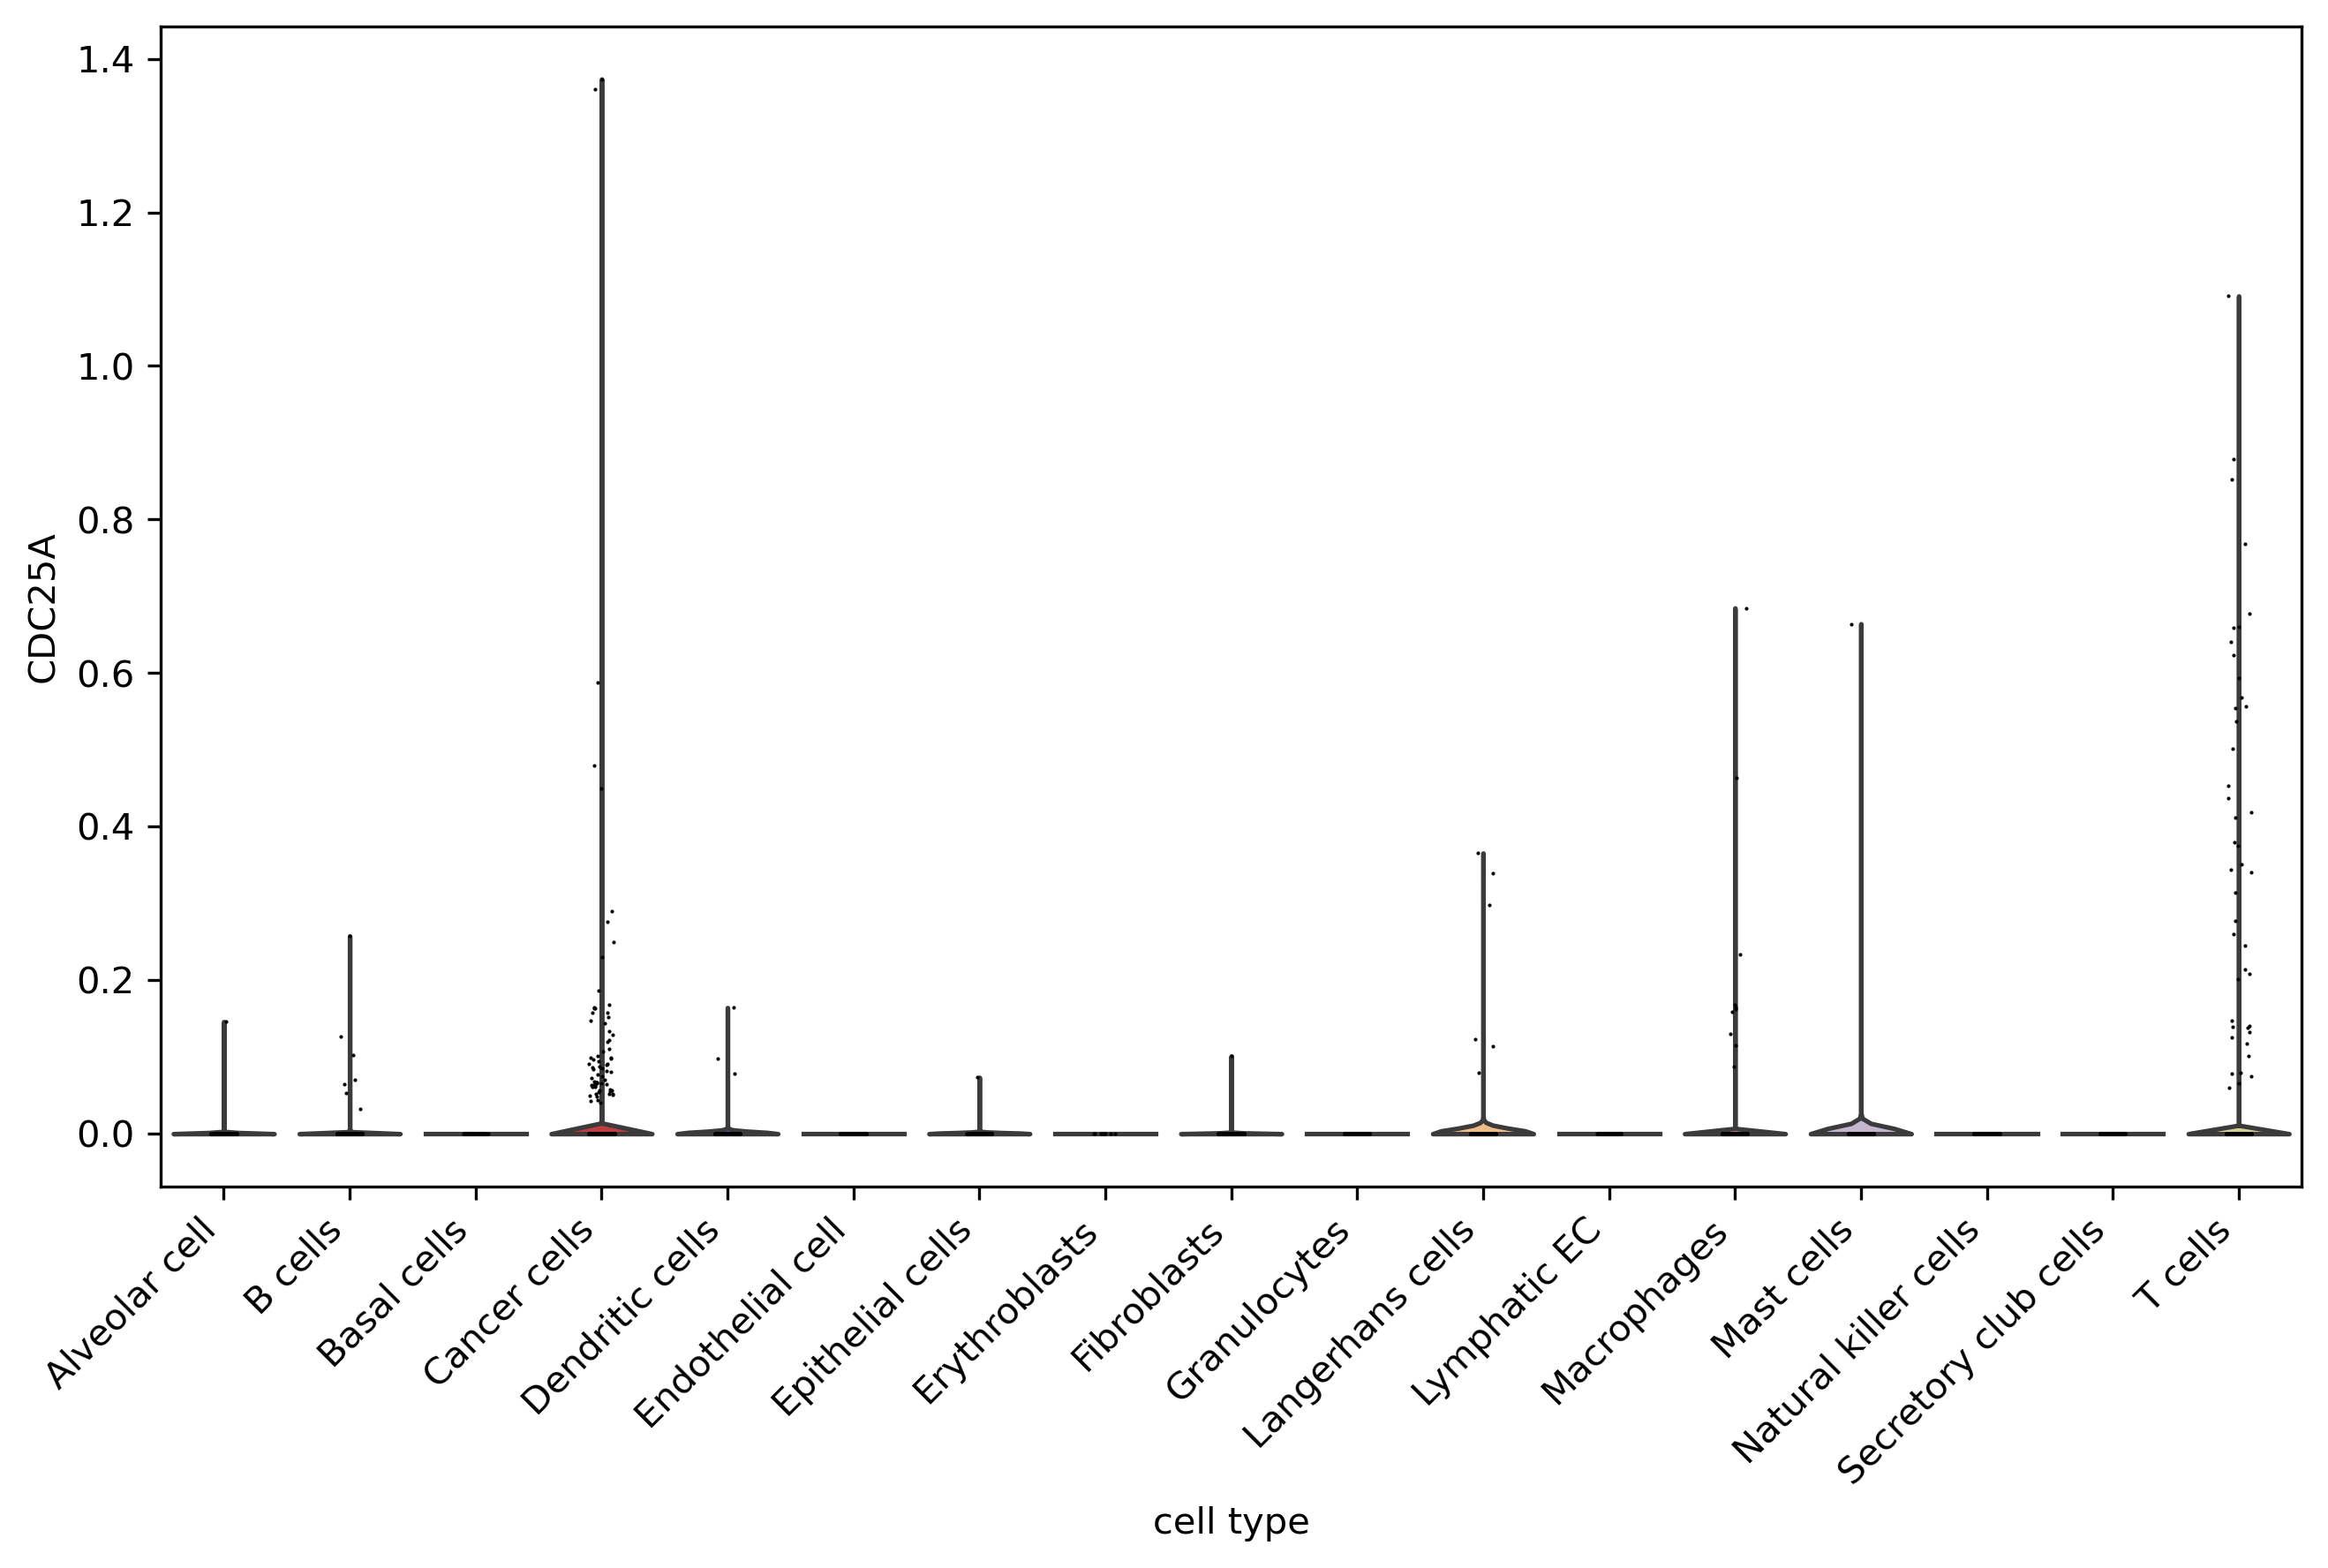 1.4
1.2
1.0
0.8
0.6
0.4
0.2
0.0
CDC25A
Alveolar cell
B cells
Basal cells
Cancer cells
Dendritic cells
Endothelial cell
Epithelial cells
Erythroblasts
Fibroblasts
Granulocytes
Langerhans cells
Lymphatic EC
Macrophages
Mast cells
Natural killer cells
Secretory club cells
T cells
cell type